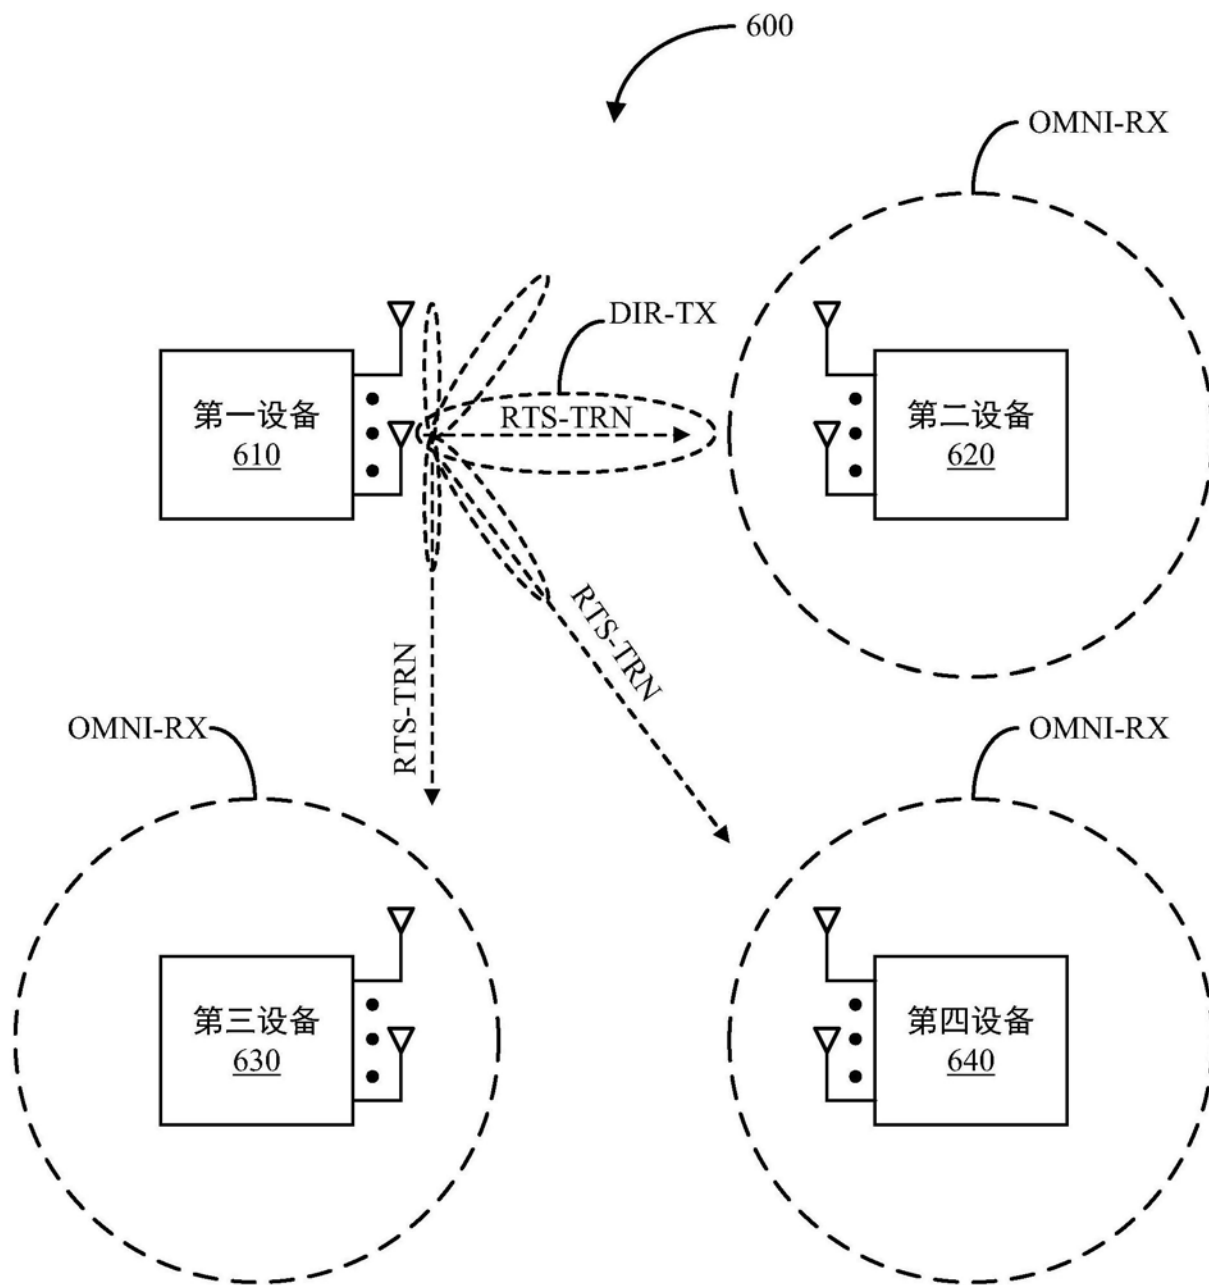 600
OMNI-RX
DIR-TX
第一设备
610
RTS-TRN
第二设备
620
RTS-TRN
RTS-TRN
OMNI-RX
OMNI-RX
第三设备
630
第四设备
640